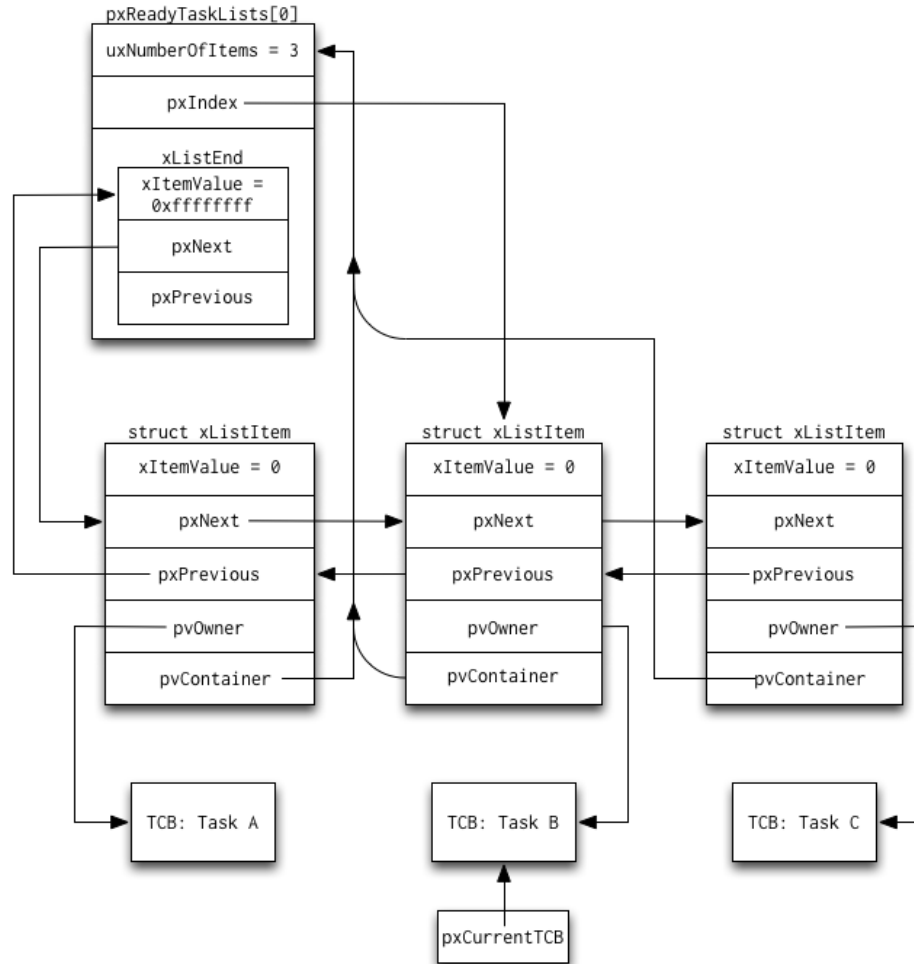 pxReadyTaskLists[0]
uxNumberOfItems = 3
pxIndex
xListEnd
xItemValue =
0xffffffff
pxNext
pxPrevious
struct xListItem
xItemValue = 0
pxNext
pxPrevious
pvOwner
pvContainer
struct xListItem
xItemValue = 0
pxNext
pxPrevious
pvOwner
pvContainer
struct xListItem
xItemValue = 0
pxNext
pxPrevious
pvOwner
pvContainer
TCB: Task A
TCB: Task B
TCB: Task C
pxCurrentTCB